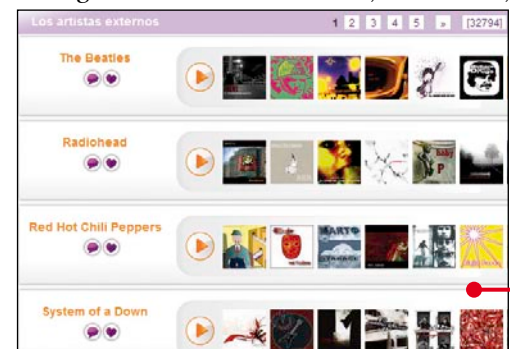 Los artistas externos 1 2 3 4 5 » [32794]
The Beatles
Radiohead
baby
P
Red Hot Chili Peppers
System of a Down